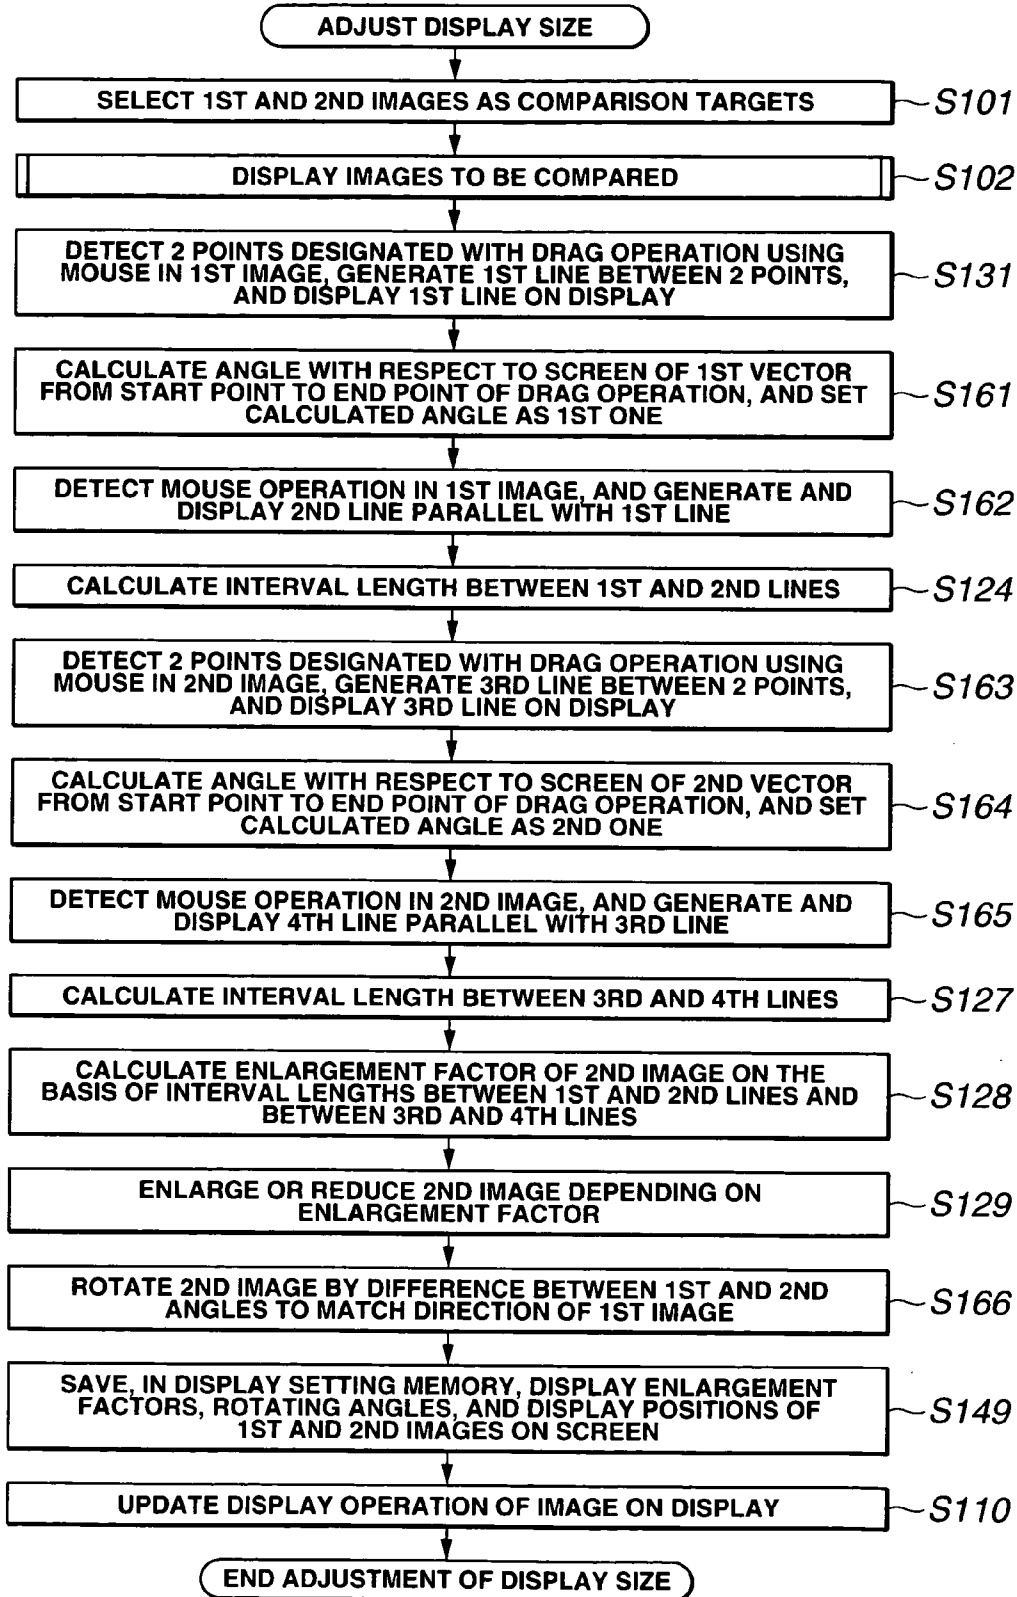 ADJUST DISPLAY SIZE
SELECT 1ST AND 2ND IMAGES AS COMPARISON TARGETS
S101
DISPLAY IMAGES TO BE COMPARED
S102
DETECT 2 POINTS DESIGNATED WITH DRAG OPERATION USING
MOUSE IN 1ST IMAGE, GENERATE 1ST LINE BETWEEN 2 POINTS,
AND DISPLAY 1ST LINE ON DISPLAY
S131
CALCULATE ANGLE WITH RESPECT TO SCREEN OF 1ST VECTOR
FROM START POINT TO END POINT OF DRAG OPERATION, AND SET
CALCULATED ANGLE AS 1ST ONE
S161
DETECT MOUSE OPERATION IN 1ST IMAGE, AND GENERATE AND
DISPLAY 2ND LINE PARALLEL WITH 1ST LINE
S162
CALCULATE INTERVAL LENGTH BETWEEN 1ST AND 2ND LINES
S124
DETECT 2 POINTS DESIGNATED WITH DRAG OPERATION USING
MOUSE IN 2ND IMAGE, GENERATE 3RD LINE BETWEEN 2 POINTS,
AND DISPLAY 3RD LINE ON DISPLAY
S163
CALCULATE ANGLE WITH RESPECT TO SCREEN OF 2ND VECTOR
FROM START POINT TO END POINT OF DRAG OPERATION, AND SET
CALCULATED ANGLE AS 2ND ONE
S164
DETECT MOUSE OPERATION IN 2ND IMAGE, AND GENERATE AND
DISPLAY 4TH LINE PARALLEL WITH 3RD LINE
S165
CALCULATE INTERVAL LENGTH BETWEEN 3RD AND 4TH LINES
S127
CALCULATE ENLARGEMENT FACTOR OF 2ND IMAGE ON THE
BASIS OF INTERVAL LENGTHS BETWEEN 1ST AND 2ND LINES AND
BETWEEN 3RD AND 4TH LINES
S128
ENLARGE OR REDUCE 2ND IMAGE DEPENDING ON
ENLARGEMENT FACTOR
S129
ROTATE 2ND IMAGE BY DIFFERENCE BETWEEN 1ST AND 2ND
ANGLES TO MATCH DIRECTION OF 1ST IMAGE
S166
SAVE, IN DISPLAY SETTING MEMORY, DISPLAY ENLARGEMENT
FACTORS, ROTATING ANGLES, AND DISPLAY POSITIONS OF
1ST AND 2ND IMAGES ON SCREEN
S149
UPDATE DISPLAY OPERATION OF IMAGE ON DISPLAY
S110
END ADJUSTMENT OF DISPLAY SIZE